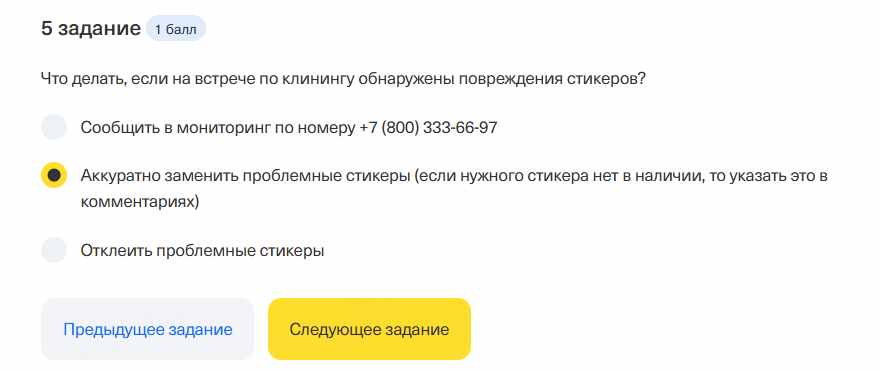 5 задание 1 балл
Что делать, если на встрече по клинингу обнаружены повреждения стикеров?
Сообщить в мониторинг по номеру +7 (800) 333-66-97
Аккуратно заменить проблемные стикеры (если нужного стикера нет в наличии, то указать это в
комментариях)
Отклеить проблемные стикеры
Предыдущее задание Следующее задание